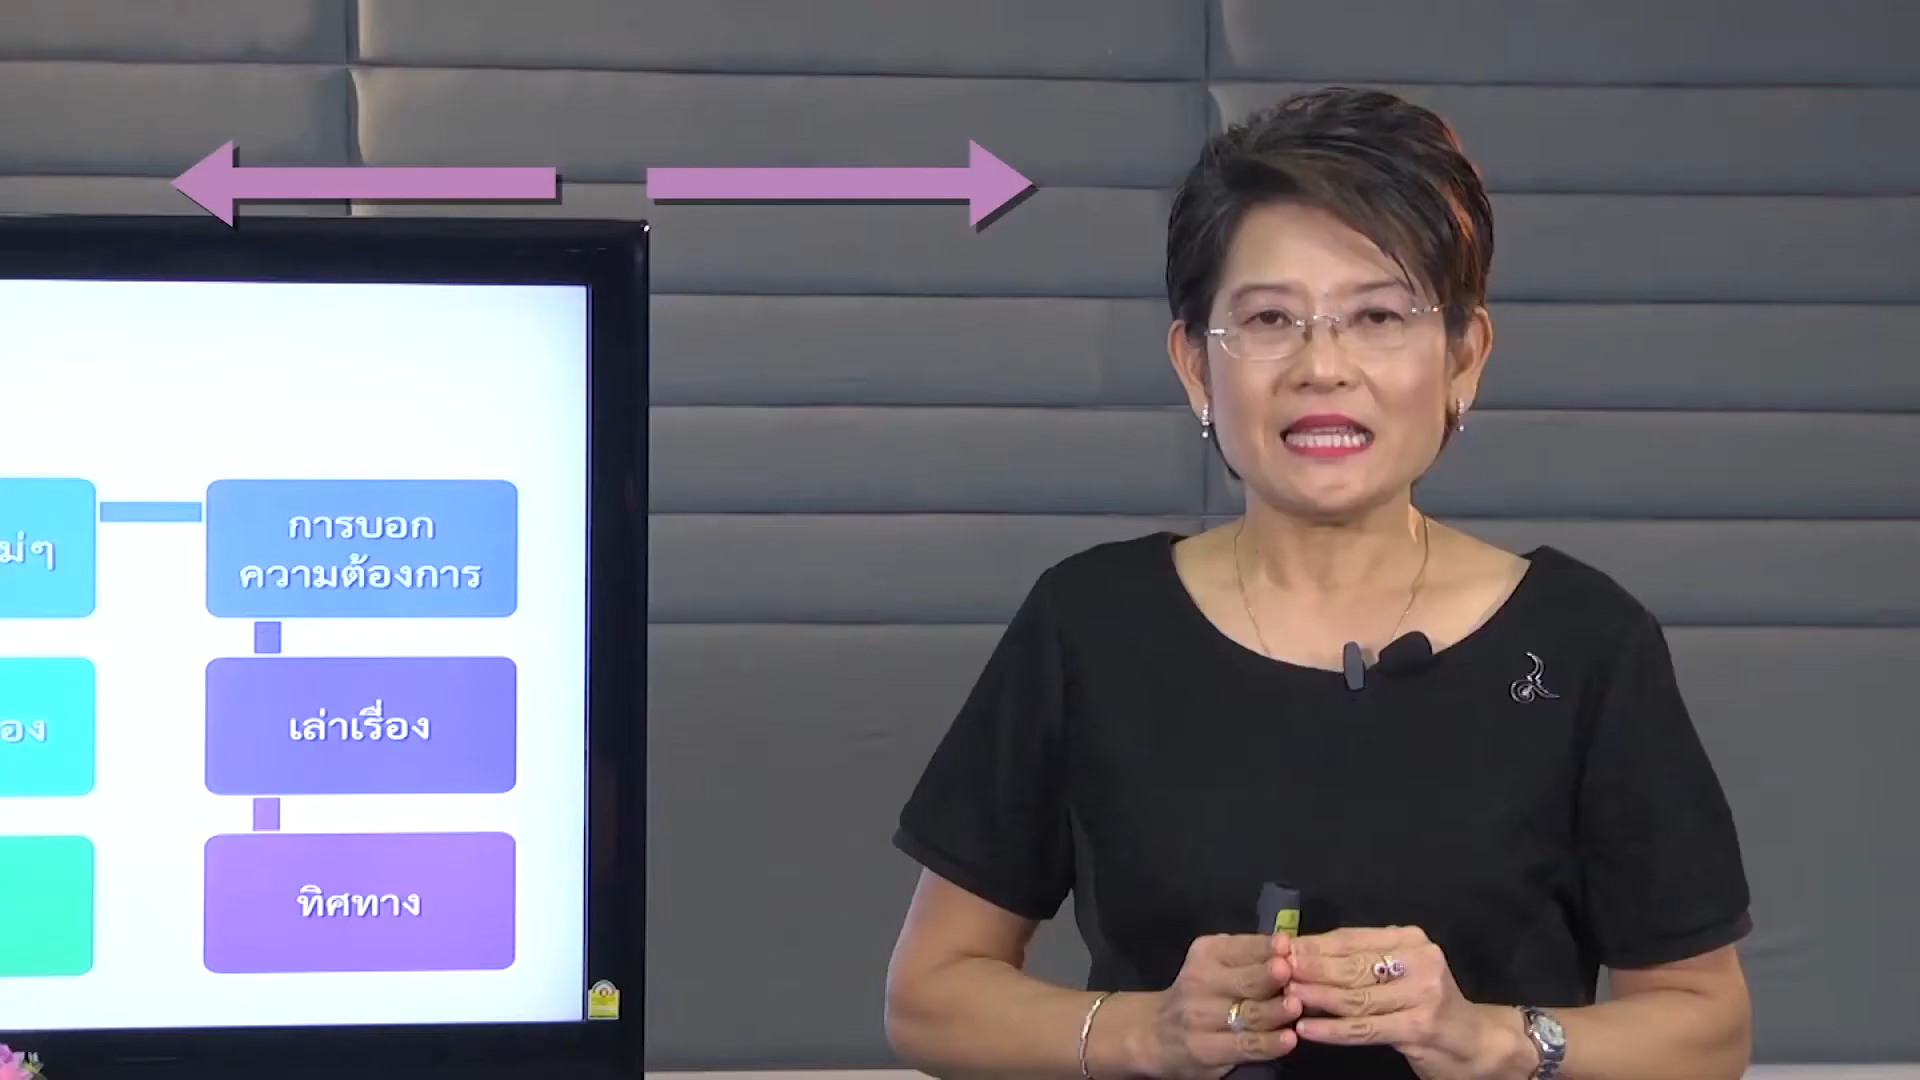 การบอก
ความต้องการ
เล่าเรื่อง
ทิศทาง